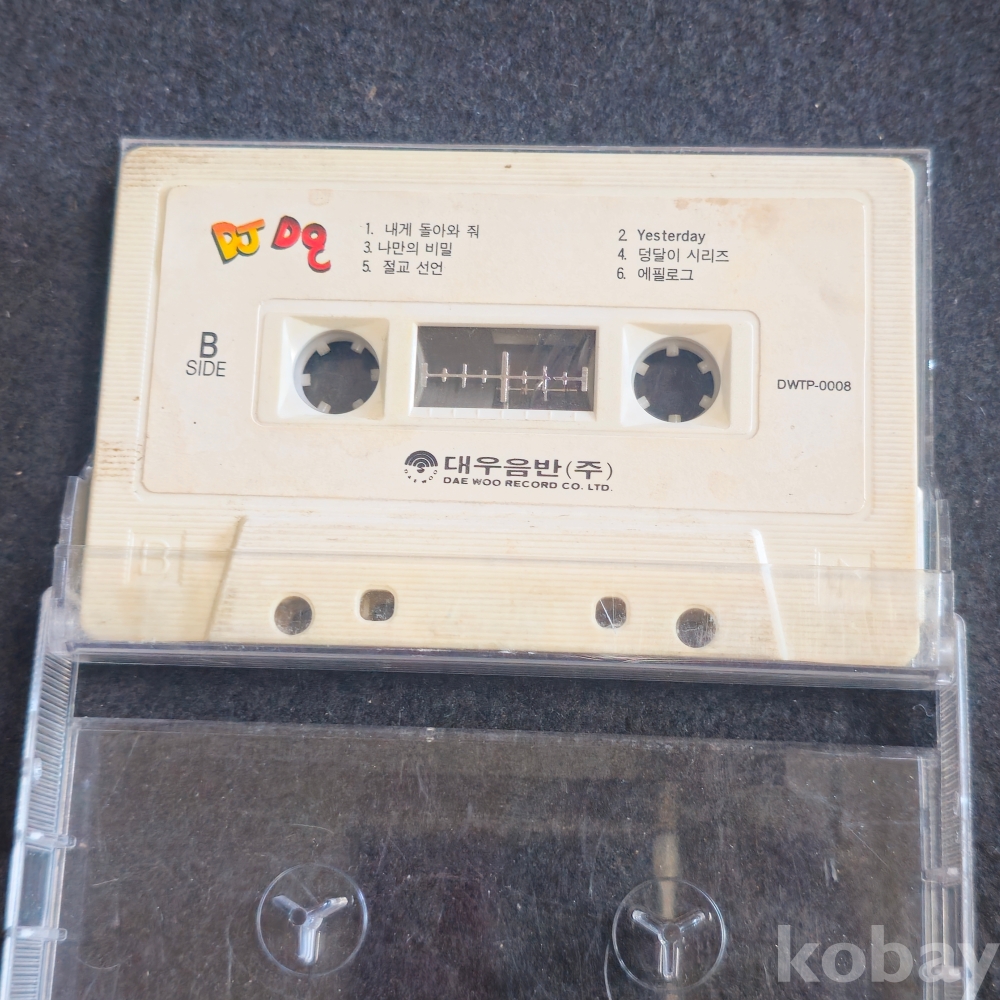 DJ DOC
1. 내게 돌아와 줘
2. Yesterday
3. 나만의 비밀
4. 덩달이 시리즈
5. 절교 선언
6. 에필로그
B
SIDE
DWTP-0008
대우음반(주)
DAE WOO RECORD CO. LTD.
B
A
kobay